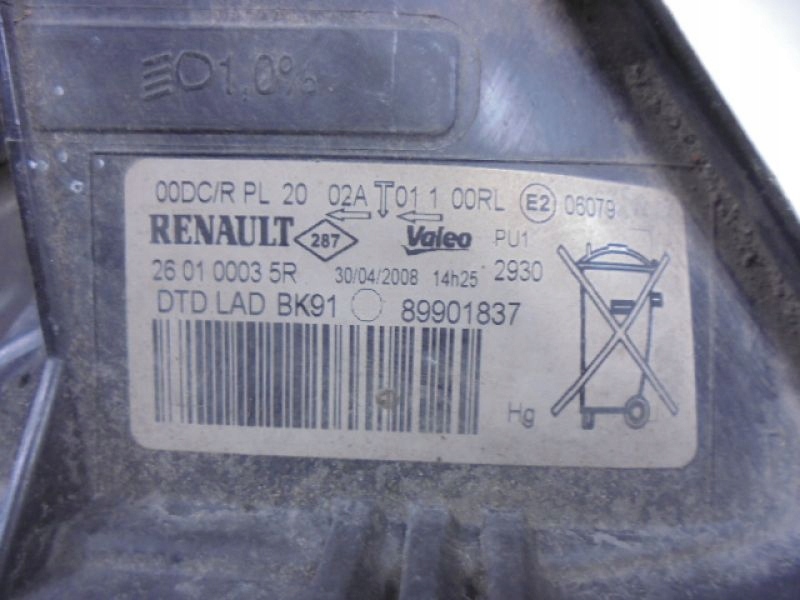 1.0%
00DC/R PL 20 02A 01 1 00RL E2 06079
RENAULT 287 Valeo PU1
26 01 0003 5R 30/04/2008 14h25 2930
DTD LAD BK91 89901837
Hg